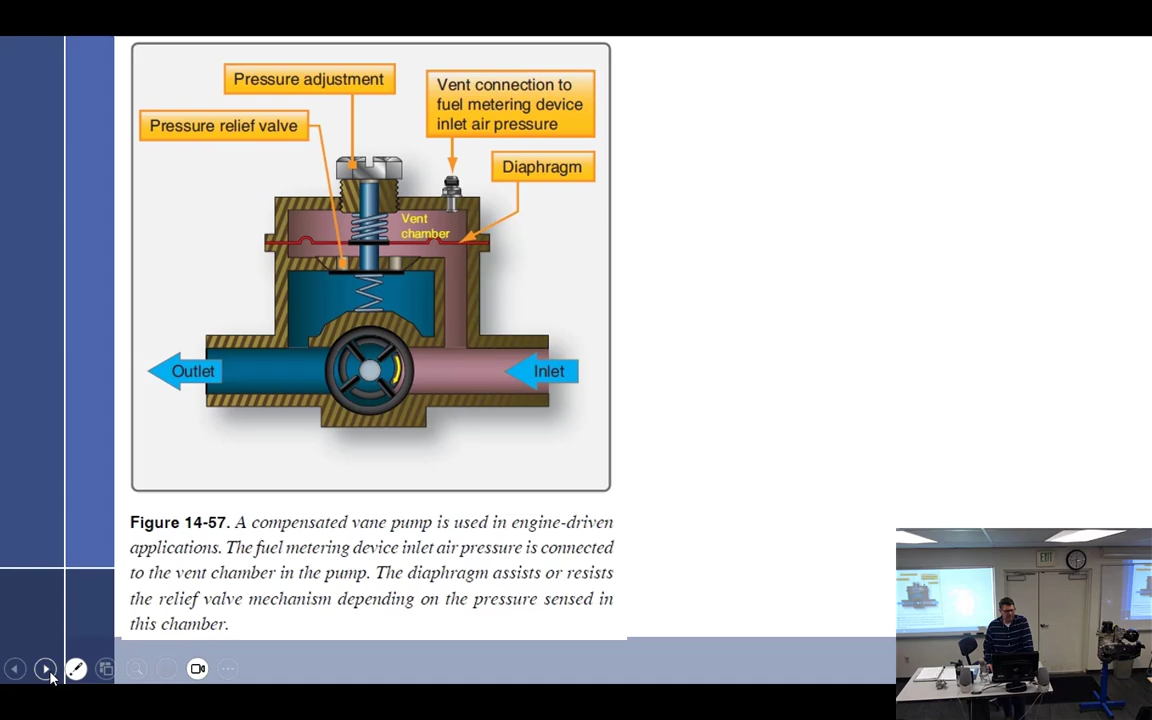 Pressure adjustment
Vent connection to
fuel metering device
inlet air pressure
Pressure relief valve
Diaphragm
Vent
chamber
Outlet
Inlet
Figure 14-57. A compensated vane pump is used in engine-driven
applications. The fuel metering device inlet air pressure is connected
to the vent chamber in the pump. The diaphragm assists or resists
the relief valve mechanism depending on the pressure sensed in
this chamber.
EXIT